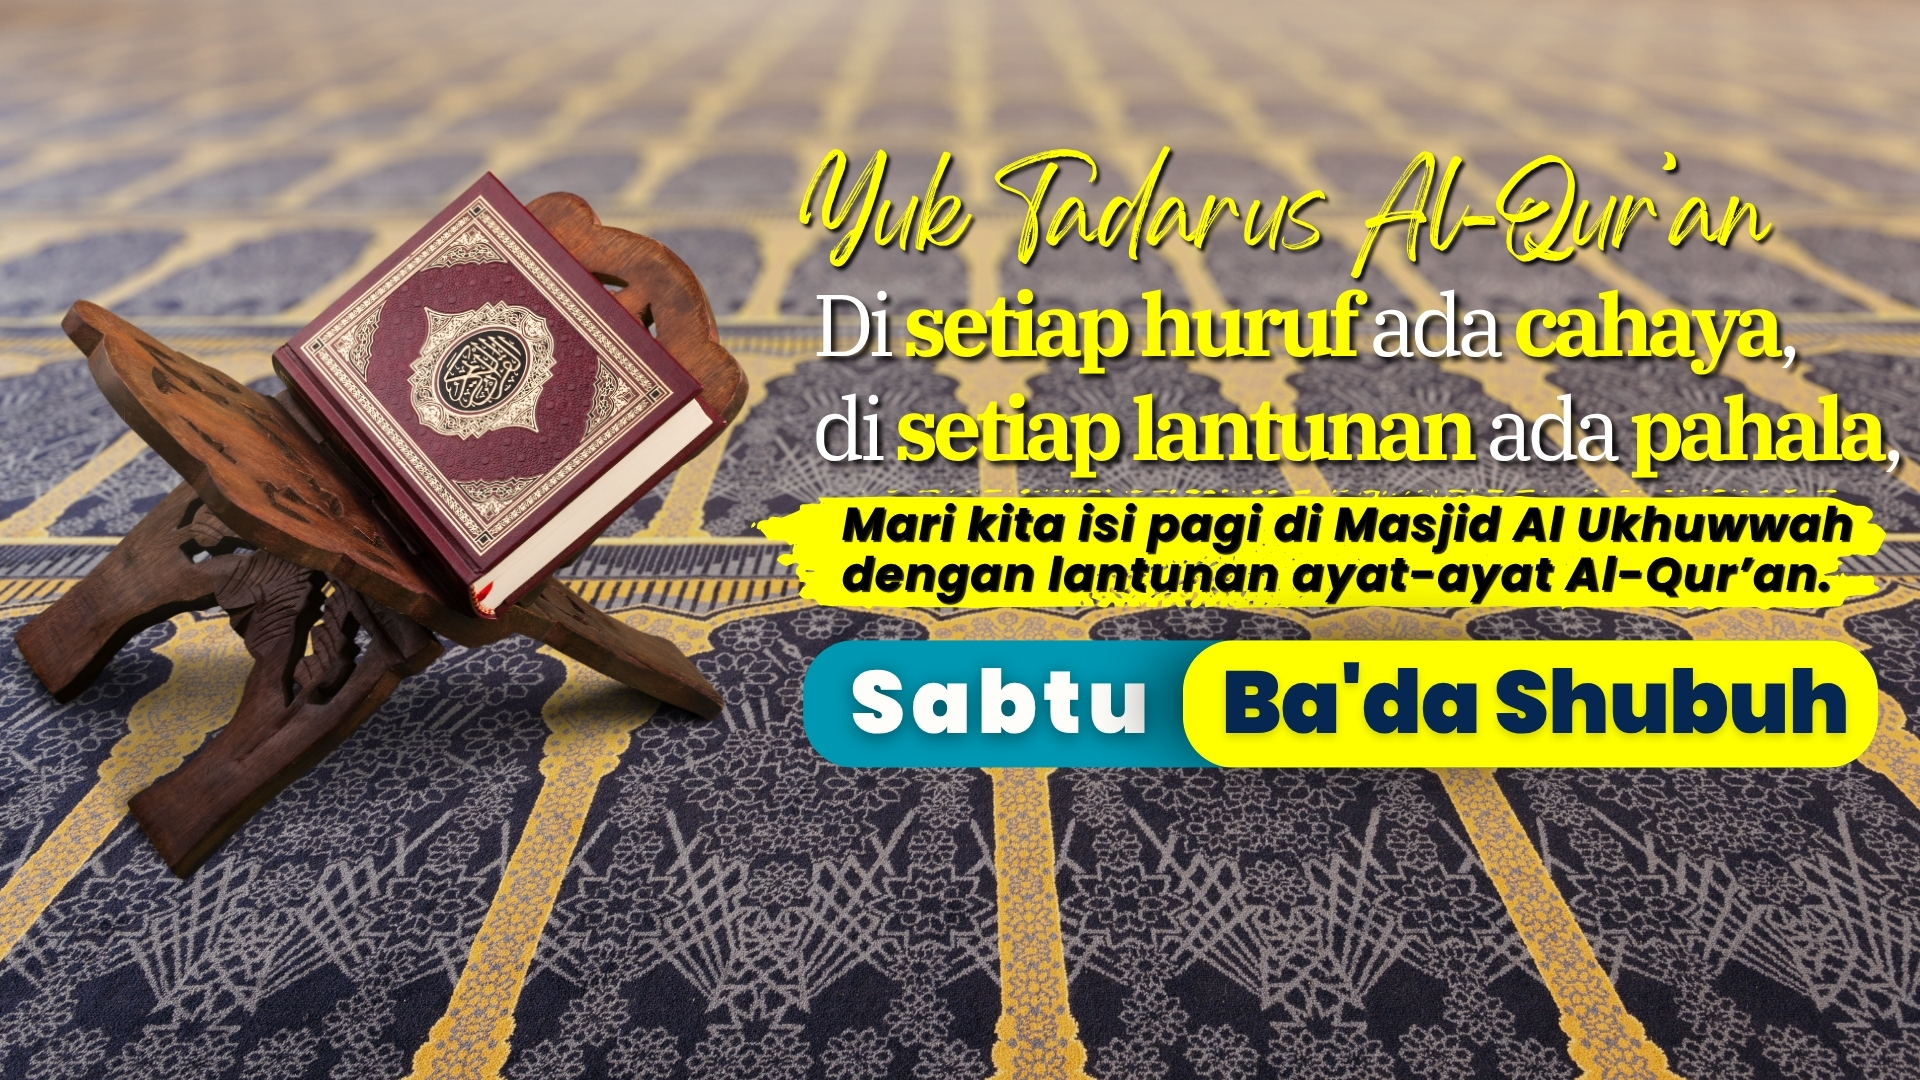 Yuk Tadarus Al-Qur'an
Di setiap huruf ada cahaya,
di setiap lantunan ada pahala,
Mari kita isi pagi di Masjid Al Ukhuwwah
dengan lantunan ayat-ayat Al-Qur’an.
Sabtu Ba'da Shubuh